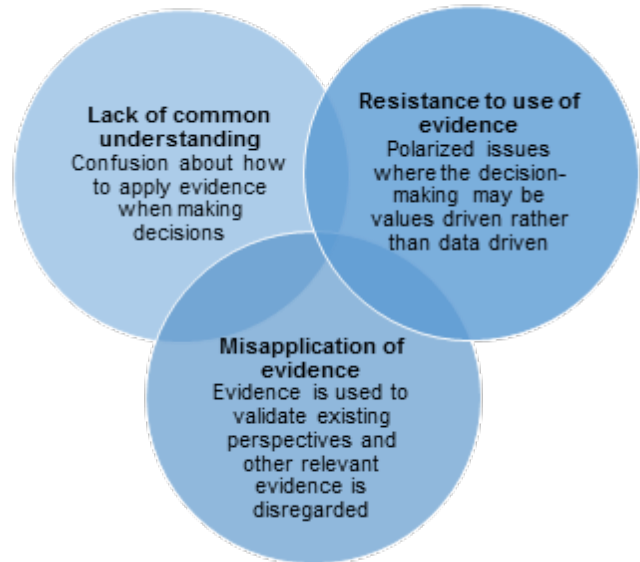 Lack of common
understanding
Confusion about how
to apply evidence
when making
decisions
Resistance to use of
evidence
Polarized issues
where the decision-
making may be
values driven rather
than data driven
Misapplication of
evidence
Evidence is used to
validate existing
perspectives and
other relevant
evidence is
disregarded